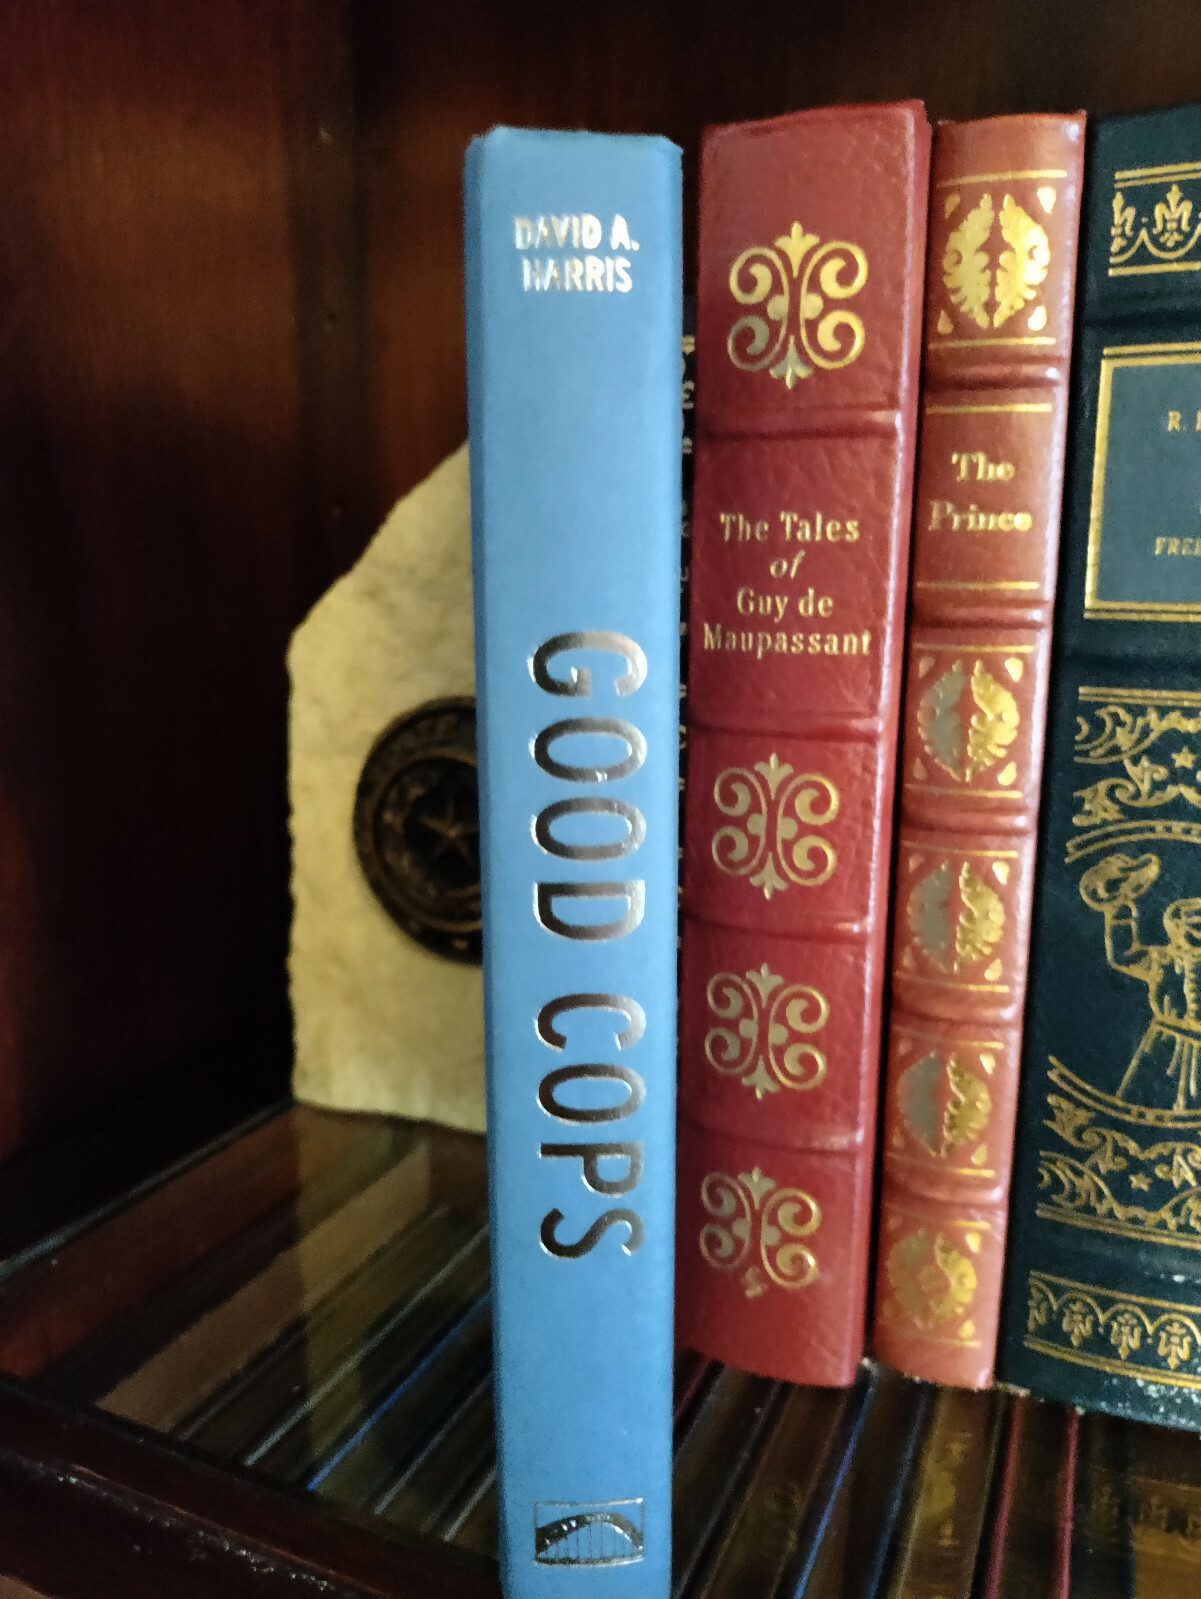 DAVID A.
HARRIS
GOOD COPS
The Tales
of
Guy de
Maupassant
The
Prince
R.